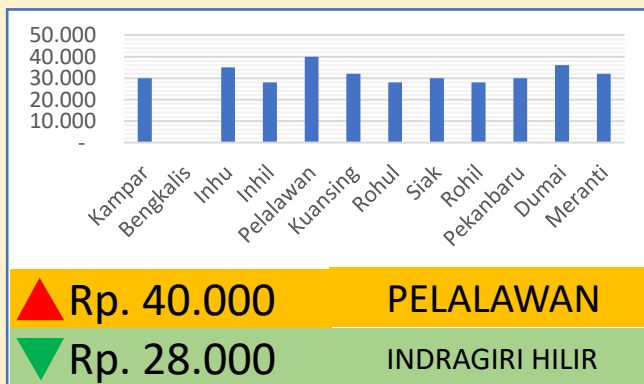 50.000
40.000
30.000
20.000
10.000
-
Kampar
Bengkalis
Inhu
Inhil
Pelalawan
Kuansing
Rohul
Siak
Rohil
Pekanbaru
Dumai
Meranti
Rp. 40.000 PELALAWAN
Rp. 28.000 INDRAGIRI HILIR